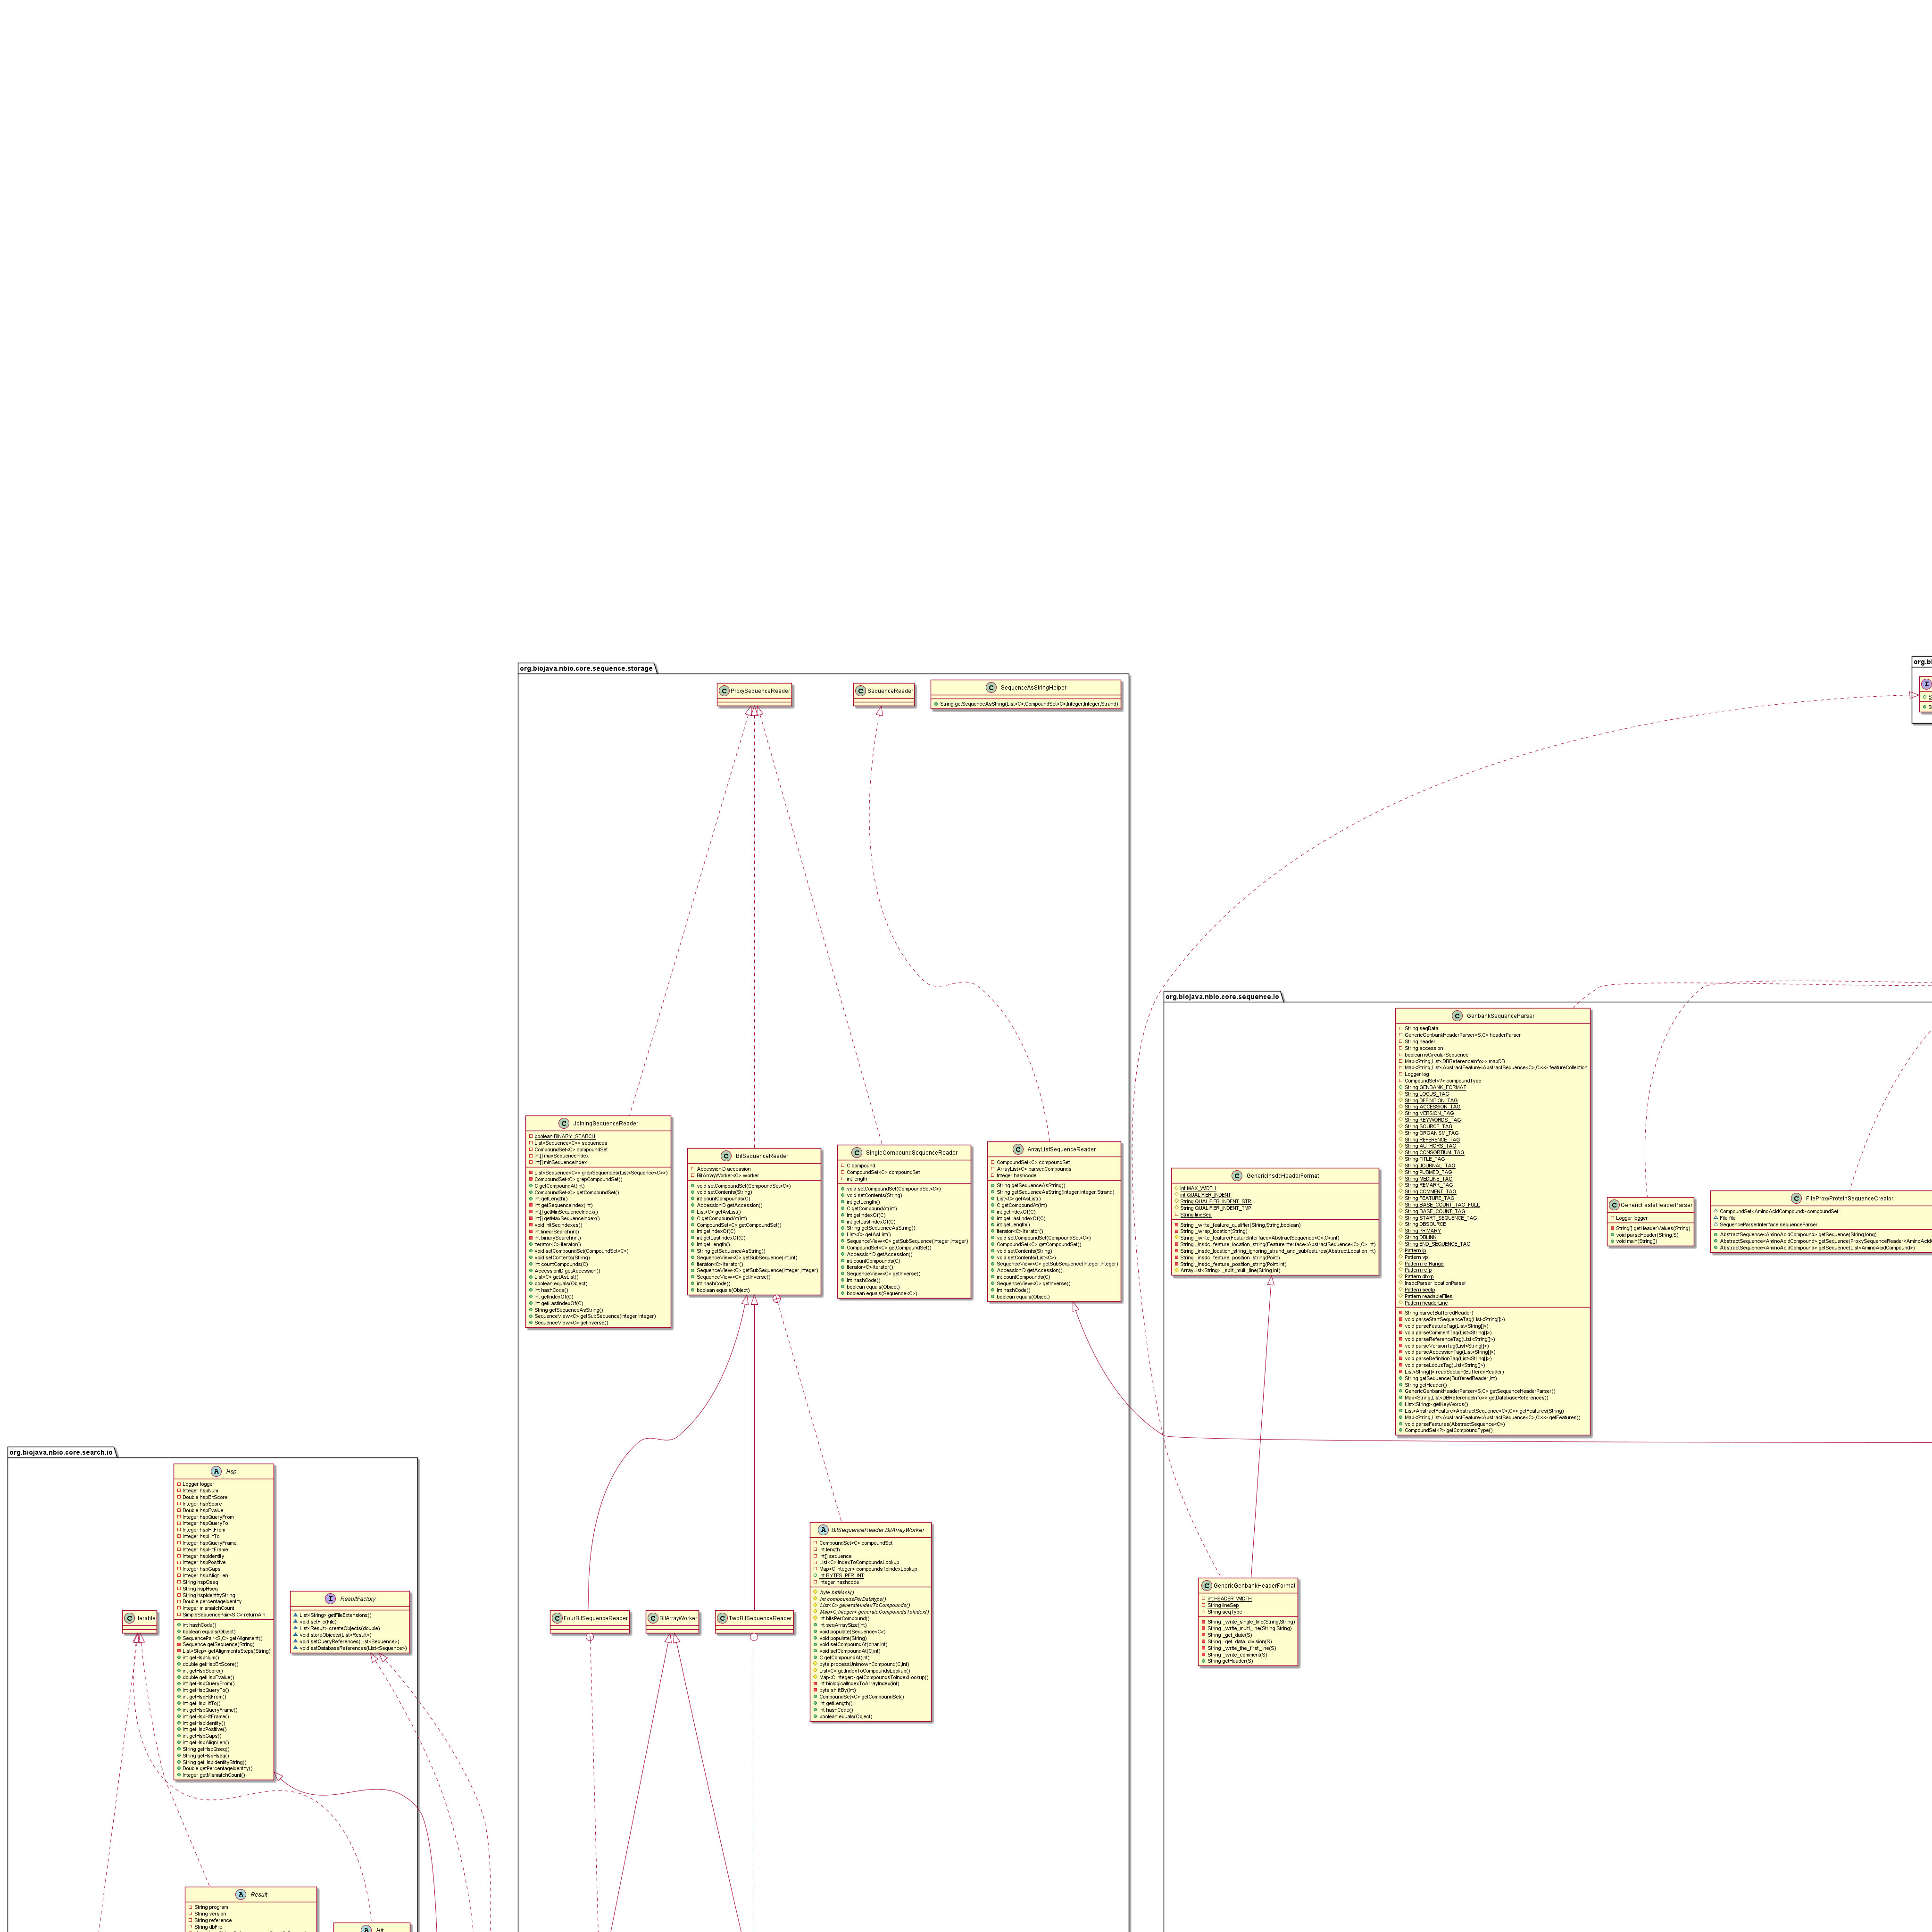 org.biojava.nbio.core.sequence.storage
ProxySequenceReader
SequenceReader
SequenceAsStringHelper
String getSequenceAsString(List<C>,CompoundSet<C>,Integer,Integer,Strand)
JoiningSequenceReader
boolean BINARY_SEARCH
List<Sequence<C>> sequences
CompoundSet<C> compoundSet
int[] maxSequenceIndex
int[] minSequenceIndex
List<Sequence<C>> grepSequences(List<Sequence<C>>)
CompoundSet<C> grepCompoundSet()
C getCompoundAt(int)
CompoundSet<C> getCompoundSet()
int getLength()
int getSequenceIndex(int)
int[] getMinSequenceIndex()
int[] getMaxSequenceIndex()
void initSeqIndexes()
int linearSearch(int)
int binarySearch(int)
Iterator<C> iterator()
void setCompoundSet(CompoundSet<C>)
void setContents(String)
int countCompounds(C)
AccessionID getAccession()
List<C> getAsList()
boolean equals(Object)
int hashCode()
int getIndexOf(C)
int getLastIndexOf(C)
String getSequenceAsString()
SequenceView<C> getSubSequence(Integer,Integer)
SequenceView<C> getInverse()
BitSequenceReader
AccessionID accession
BitArrayWorker<C> worker
void setCompoundSet(CompoundSet<C>)
void setContents(String)
int countCompounds(C)
AccessionID getAccession()
List<C> getAsList()
C getCompoundAt(int)
CompoundSet<C> getCompoundSet()
int getIndexOf(C)
int getLastIndexOf(C)
int getLength()
String getSequenceAsString()
Iterator<C> iterator()
SequenceView<C> getSubSequence(Integer,Integer)
SequenceView<C> getInverse()
int hashCode()
boolean equals(Object)
SingleCompoundSequenceReader
C compound
CompoundSet<C> compoundSet
int length
void setCompoundSet(CompoundSet<C>)
void setContents(String)
int getLength()
C getCompoundAt(int)
int getIndexOf(C)
int getLastIndexOf(C)
String getSequenceAsString()
List<C> getAsList()
SequenceView<C> getSubSequence(Integer,Integer)
CompoundSet<C> getCompoundSet()
AccessionID getAccession()
int countCompounds(C)
Iterator<C> iterator()
SequenceView<C> getInverse()
int hashCode()
boolean equals(Object)
boolean equals(Sequence<C>)
ArrayListSequenceReader
CompoundSet<C> compoundSet
ArrayList<C> parsedCompounds
Integer hashcode
String getSequenceAsString()
String getSequenceAsString(Integer,Integer,Strand)
List<C> getAsList()
C getCompoundAt(int)
int getIndexOf(C)
int getLastIndexOf(C)
int getLength()
Iterator<C> iterator()
void setCompoundSet(CompoundSet<C>)
CompoundSet<C> getCompoundSet()
void setContents(String)
void setContents(List<C>)
SequenceView<C> getSubSequence(Integer,Integer)
AccessionID getAccession()
int countCompounds(C)
SequenceView<C> getInverse()
int hashCode()
boolean equals(Object)
BitSequenceReader.BitArrayWorker
CompoundSet<C> compoundSet
int length
int[] sequence
List<C> indexToCompoundsLookup
Map<C,Integer> compoundsToIndexLookup
int BYTES_PER_INT
Integer hashcode
byte bitMask()
int compoundsPerDatatype()
List<C> generateIndexToCompounds()
Map<C,Integer> generateCompoundsToIndex()
int bitsPerCompound()
int seqArraySize(int)
void populate(Sequence<C>)
void populate(String)
void setCompoundAt(char,int)
void setCompoundAt(C,int)
C getCompoundAt(int)
byte processUnknownCompound(C,int)
List<C> getIndexToCompoundsLookup()
Map<C,Integer> getCompoundsToIndexLookup()
int biologicalIndexToArrayIndex(int)
byte shiftBy(int)
CompoundSet<C> getCompoundSet()
int getLength()
int hashCode()
boolean equals(Object)
FourBitSequenceReader
BitArrayWorker
TwoBitSequenceReader
org.biojava.nbio.core.sequence.io
GenbankSequenceParser
String seqData
GenericGenbankHeaderParser<S,C> headerParser
String header
String accession
boolean isCircularSequence
Map<String,List<DBReferenceInfo>> mapDB
Map<String,List<AbstractFeature<AbstractSequence<C>,C>>> featureCollection
Logger log
CompoundSet<?> compoundType
String GENBANK_FORMAT
String LOCUS_TAG
String DEFINITION_TAG
String ACCESSION_TAG
String VERSION_TAG
String KEYWORDS_TAG
String SOURCE_TAG
String ORGANISM_TAG
String REFERENCE_TAG
String AUTHORS_TAG
String CONSORTIUM_TAG
String TITLE_TAG
String JOURNAL_TAG
String PUBMED_TAG
String MEDLINE_TAG
String REMARK_TAG
String COMMENT_TAG
String FEATURE_TAG
String BASE_COUNT_TAG_FULL
String BASE_COUNT_TAG
String START_SEQUENCE_TAG
String DBSOURCE
String PRIMARY
String DBLINK
String END_SEQUENCE_TAG
Pattern lp
Pattern vp
Pattern refRange
Pattern refp
Pattern dbxp
InsdcParser locationParser
Pattern sectp
Pattern readableFiles
Pattern headerLine
String parse(BufferedReader)
void parseStartSequenceTag(List<String[]>)
void parseFeatureTag(List<String[]>)
void parseCommentTag(List<String[]>)
void parseReferenceTag(List<String[]>)
void parseVersionTag(List<String[]>)
void parseAccessionTag(List<String[]>)
void parseDefinitionTag(List<String[]>)
void parseLocusTag(List<String[]>)
List<String[]> readSection(BufferedReader)
String getSequence(BufferedReader,int)
String getHeader()
GenericGenbankHeaderParser<S,C> getSequenceHeaderParser()
Map<String,List<DBReferenceInfo>> getDatabaseReferences()
List<String> getKeyWords()
List<AbstractFeature<AbstractSequence<C>,C>> getFeatures(String)
Map<String,List<AbstractFeature<AbstractSequence<C>,C>>> getFeatures()
void parseFeatures(AbstractSequence<C>)
CompoundSet<?> getCompoundType()
GenericInsdcHeaderFormat
int MAX_WIDTH
int QUALIFIER_INDENT
String QUALIFIER_INDENT_STR
String QUALIFIER_INDENT_TMP
String lineSep
String _write_feature_qualifier(String,String,boolean)
String _wrap_location(String)
String _write_feature(FeatureInterface<AbstractSequence<C>,C>,int)
String _insdc_feature_location_string(FeatureInterface<AbstractSequence<C>,C>,int)
String _insdc_location_string_ignoring_strand_and_subfeatures(AbstractLocation,int)
String _insdc_feature_position_string(Point)
String _insdc_feature_position_string(Point,int)
ArrayList<String> _split_multi_line(String,int)
GenericFastaHeaderParser
Logger logger
String[] getHeaderValues(String)
void parseHeader(String,S)
void main(String[])
FileProxyProteinSequenceCreator
CompoundSet<AminoAcidCompound> compoundSet
File file
SequenceParserInterface sequenceParser
AbstractSequence<AminoAcidCompound> getSequence(String,long)
AbstractSequence<AminoAcidCompound> getSequence(ProxySequenceReader<AminoAcid
AbstractSequence<AminoAcidCompound> getSequence(List<AminoAcidCompound>)
GenericGenbankHeaderFormat
int HEADER_WIDTH
String lineSep
String seqType
String _write_single_line(String,String)
String _write_multi_line(String,String)
String _get_date(S)
String _get_data_division(S)
String _write_the_first_line(S)
String _write_comment(S)
String getHeader(S)
org.biojava.nbio.core.search.io
Hsp
Logger logger
Integer hspNum
Double hspBitScore
Integer hspScore
Double hspEvalue
Integer hspQueryFrom
Integer hspQueryTo
Integer hspHitFrom
Integer hspHitTo
Integer hspQueryFrame
Integer hspHitFrame
Integer hspIdentity
Integer hspPositive
Integer hspGaps
Integer hspAlignLen
String hspQseq
String hspHseq
String hspIdentityString
Double percentageIdentity
Integer mismatchCount
SimpleSequencePair<S,C> returnAln
int hashCode()
boolean equals(Object)
SequencePair<S,C> getAlignment()
Sequence getSequence(String)
List<Step> getAlignmentsSteps(String)
int getHspNum()
double getHspBitScore()
int getHspScore()
double getHspEvalue()
int getHspQueryFrom()
int getHspQueryTo()
int getHspHitFrom()
int getHspHitTo()
int getHspQueryFrame()
int getHspHitFrame()
int getHspIdentity()
int getHspPositive()
int getHspGaps()
int getHspAlignLen()
String getHspQseq()
String getHspHseq()
String getHspIdentityString()
Double getPercentageIdentity()
Integer getMismatchCount()
ResultFactory
List<String> getFileExtensions()
void setFile(File)
List<Result> createObjects(double)
void storeObjects(List<Result>)
void setQueryReferences(List<Sequence>)
void setDatabaseReferences(List<Sequence>)
Iterable
Result
String program
String version
String reference
String dbFile
Hit